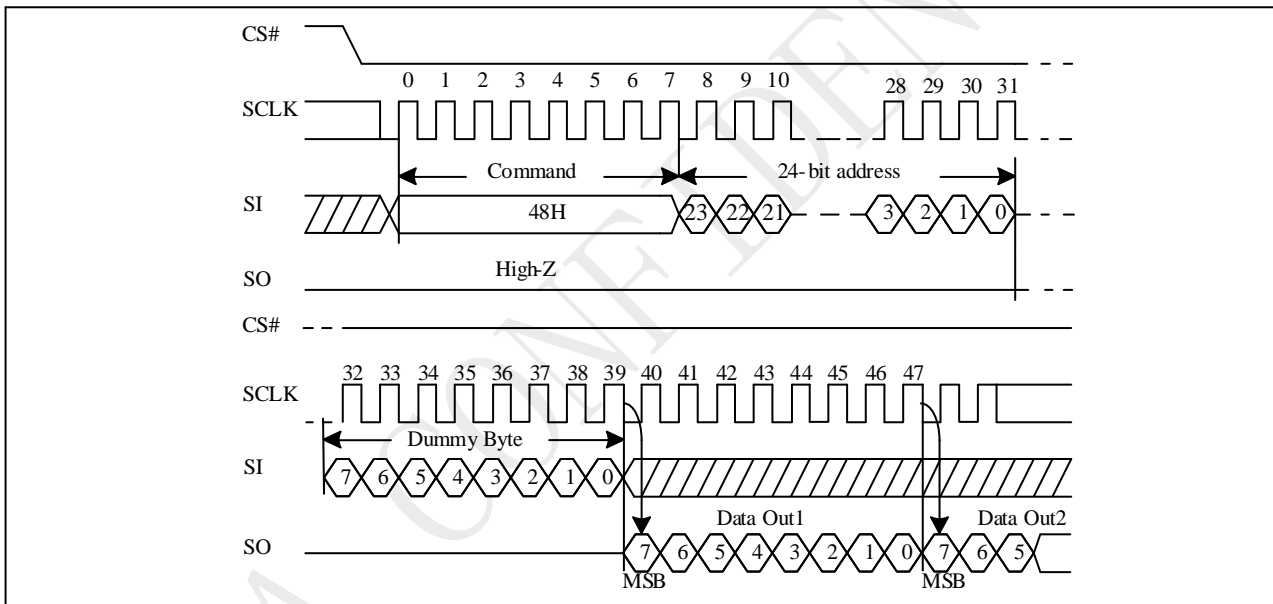 CS#
0 1 2 3 4 5 6 7 8 9 10 28 29 30 31
SCLK
Command 24-bit address
SI 48H 23 22 21 3 2 1 0
High-Z
SO
CS#
32 33 34 35 36 37 38 39 40 41 42 43 44 45 46 47
SCLK
Dummy Byte
SI 7 6 5 4 3 2 1 0
Data Out1 Data Out2
SO 7 6 5 4 3 2 1 0 7 6 5
MSB MSB